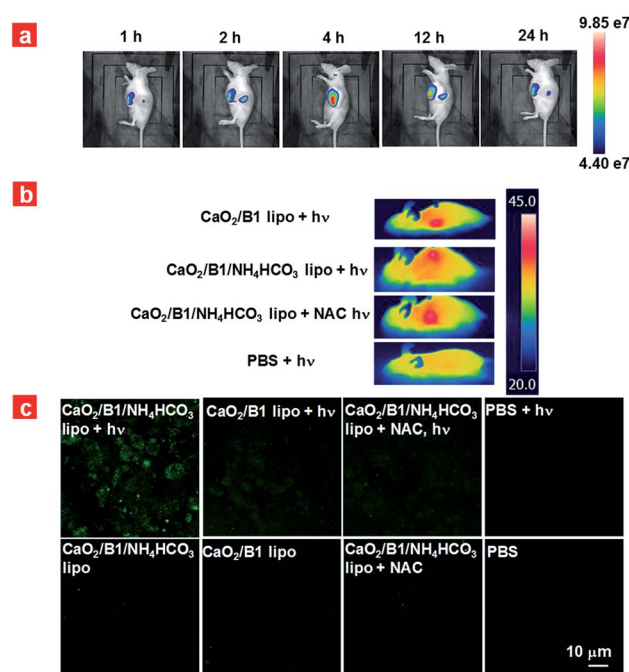 a
1 h 2 h 4 h 12 h 24 h
9.85 e7
4.40 e7
b
CaO₂/B1 lipo + hν
CaO₂/B1/NH₄HCO₃ lipo + hν
CaO₂/B1/NH₄HCO₃ lipo + NAC hν
PBS + hν
45.0
20.0
c
CaO₂/B1/NH₄HCO₃
lipo + hν
CaO₂/B1 lipo + hν
CaO₂/B1/NH₄HCO₃
lipo + NAC, hν
PBS + hν
CaO₂/B1/NH₄HCO₃
lipo
CaO₂/B1 lipo
CaO₂/B1/NH₄HCO₃
lipo + NAC
PBS
10 μm